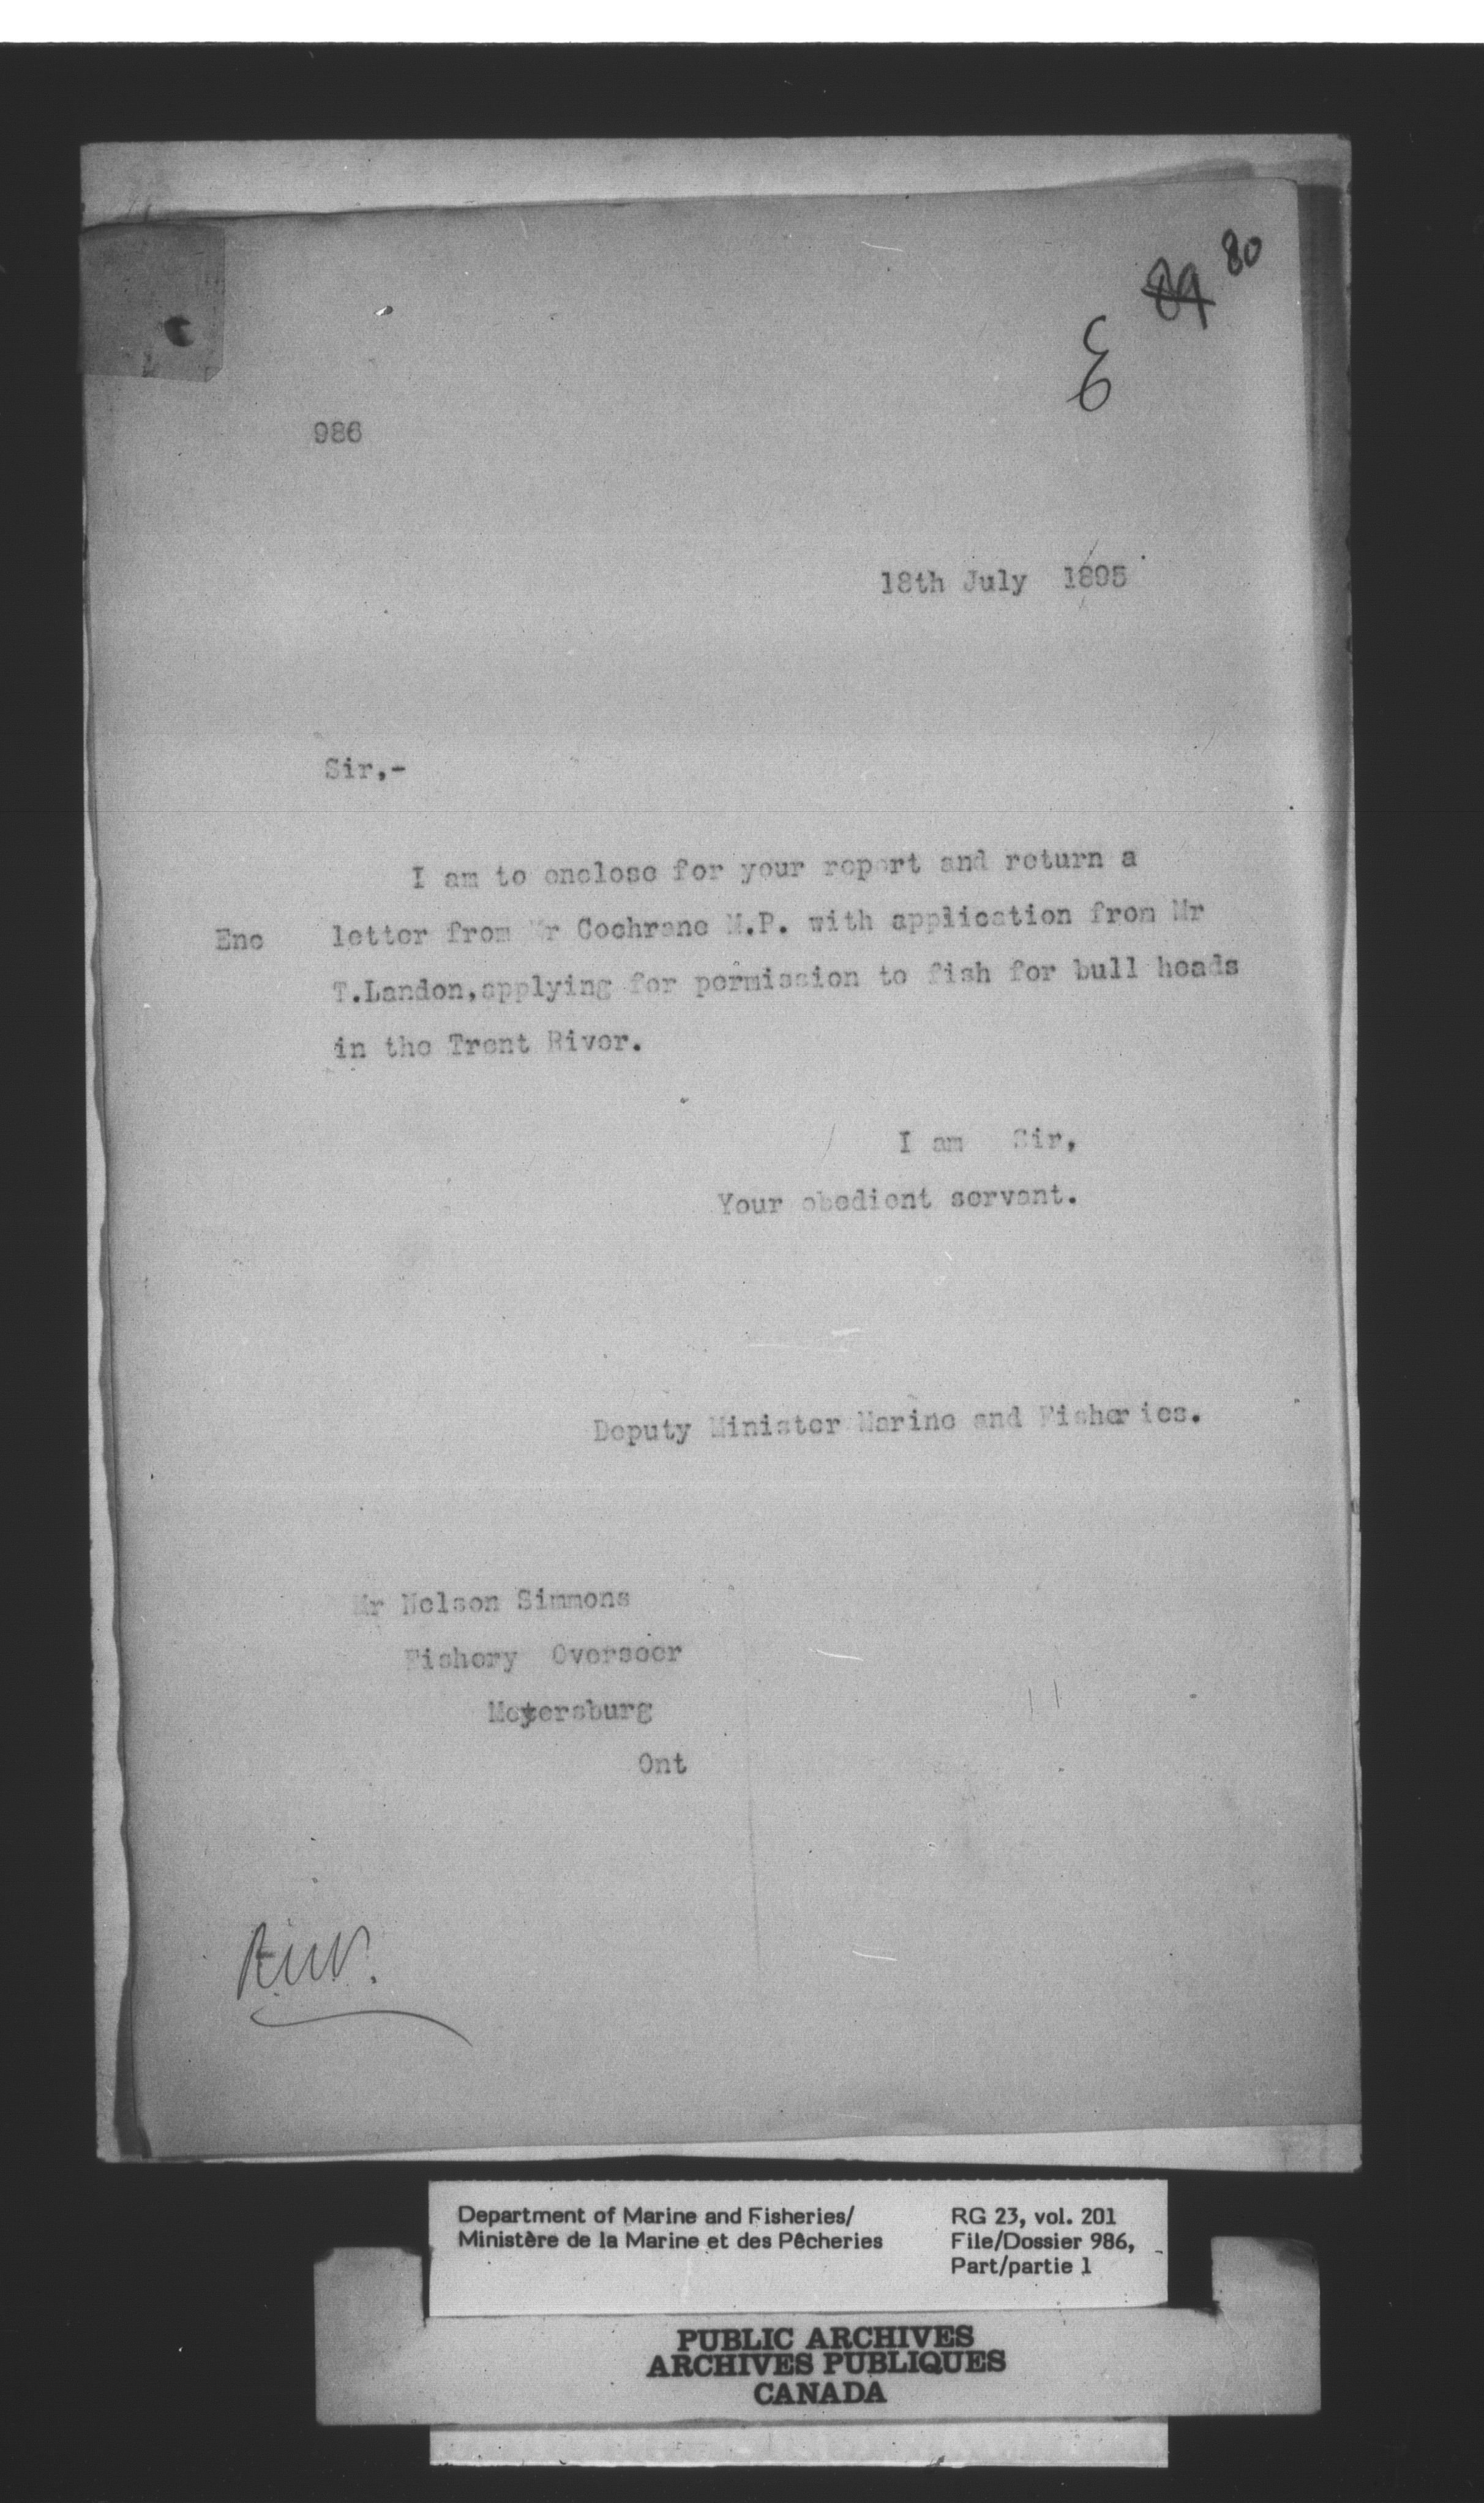 80
89
E
986
18th July 1895
Sir,-
I am to enclose for your report and return a
Enc letter from Mr Cochrane M.P. with application from Mr
T.Landon,applying for permission to fish for bull heads
in the Trent River.
I am Sir,
Your obedient servant.
Deputy Minister Marine and Fisheries.
Mr Nelson Simmons
Fishery Overseer
Meyersburg
Ont
Department of Marine and Fisheries/
Ministère de la Marine et des Pêcheries
RG 23, vol. 201
File/Dossier 986,
Part/partie 1
PUBLIC ARCHIVES
ARCHIVES PUBLIQUES
CANADA